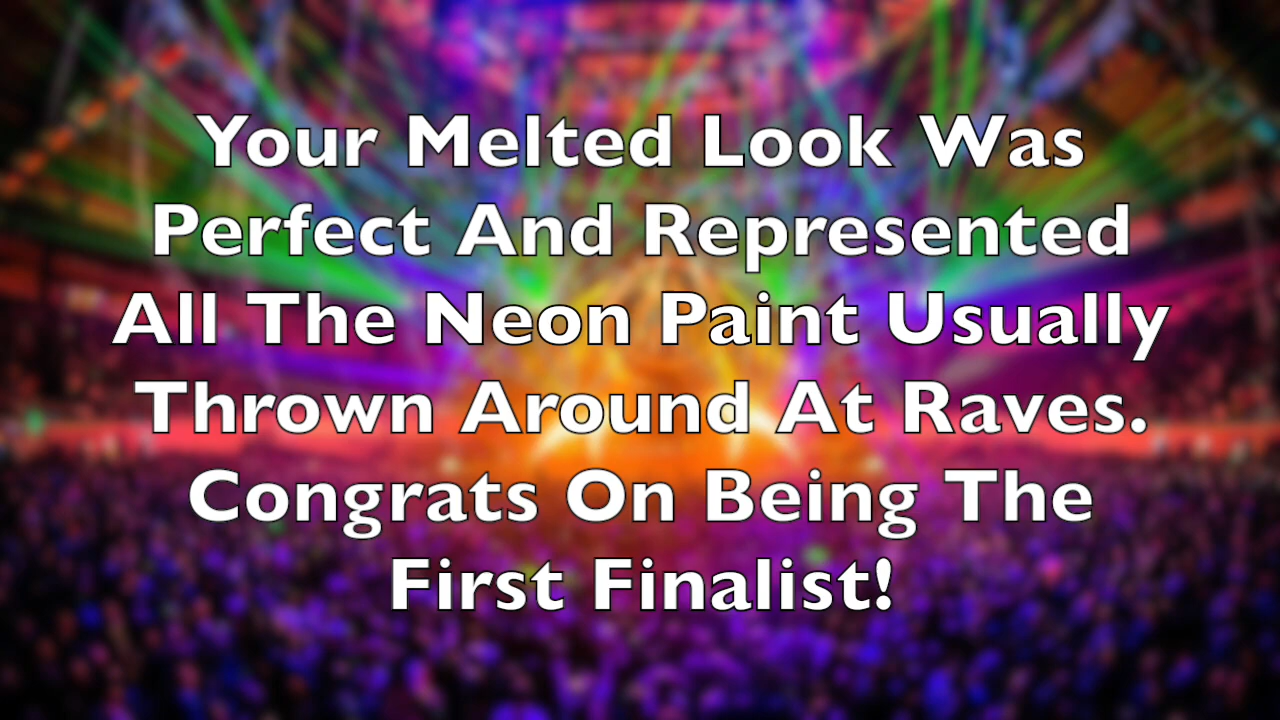 Your Melted Look Was
Perfect And Represented
All The Neon Paint Usually
Thrown Around At Raves.
Congrats On Being The
First Finalist!